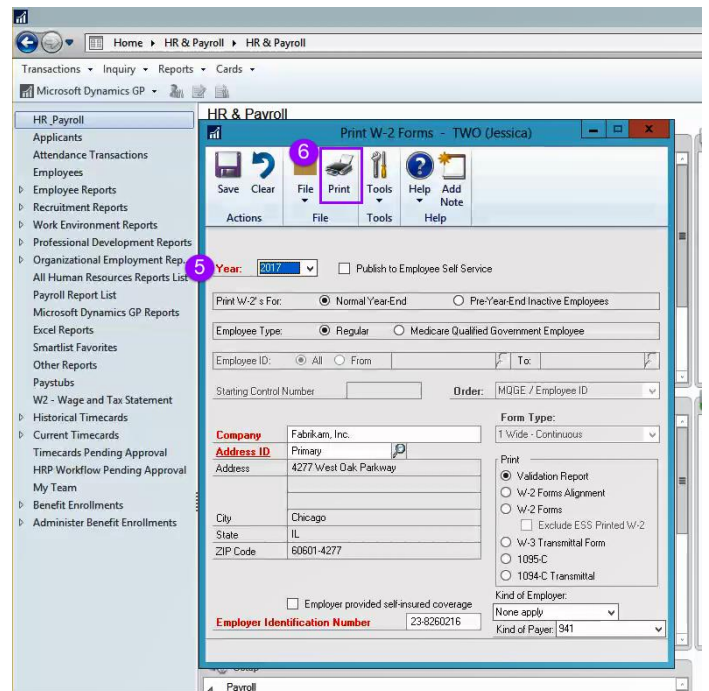 Home ▸ HR & Payroll ▸ HR & Payroll
Transactions Inquiry Reports Cards
Microsoft Dynamics GP
HR_Payroll
Applicants
Attendance Transactions
Employees
Employee Reports
Recruitment Reports
Work Environment Reports
Professional Development Reports
Organizational Employment Rep...
All Human Resources Reports List
Payroll Report List
Microsoft Dynamics GP Reports
Excel Reports
Smartlist Favorites
Other Reports
Paystubs
W2 - Wage and Tax Statement
Historical Timecards
Current Timecards
Timecards Pending Approval
HRP Workflow Pending Approval
My Team
Benefit Enrollments
Administer Benefit Enrollments
HR & Payroll
Print W-2 Forms - TWO (Jessica)
6
Save Clear File Print Tools Help Add Note
Actions File Tools Help
5
Year: 2017 Publish to Employee Self Service
Print W-2's For: Normal Year-End Pre-Year-End Inactive Employees
Employee Type: Regular Medicare Qualified Government Employee
Employee ID: All From To:
Starting Control Number Order: MQGE / Employee ID
Form Type:
Company Fabrikam, Inc. 1 Wide - Continuous
Address ID Primary
Address 4277 West Oak Parkway
City Chicago
State IL
ZIP Code 60601-4277
Print
Validation Report
W-2 Forms Alignment
W-2 Forms
Exclude ESS Printed W-2
W-3 Transmittal Form
1095-C
1094-C Transmittal
Employer provided self-insured coverage
Employer Identification Number 23-8260216
Kind of Employer:
None apply
Kind of Payer: 941
Setup
Payroll